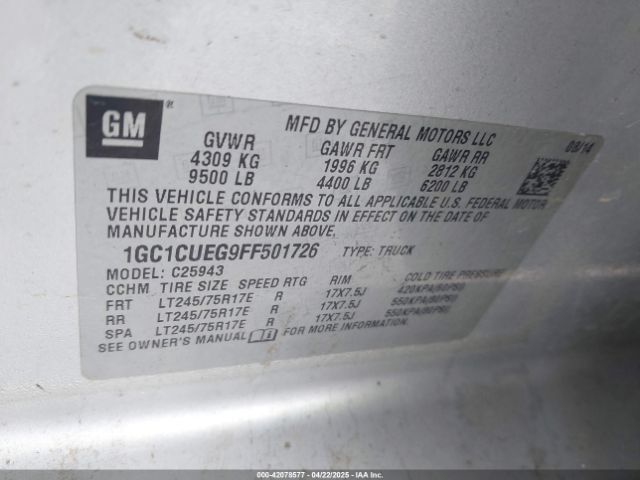 GM ®
MFD BY GENERAL MOTORS LLC 08/14
GVWR GAWR FRT GAWR RR
4309 KG 1996 KG 2812 KG
9500 LB 4400 LB 6200 LB
THIS VEHICLE CONFORMS TO ALL APPLICABLE U.S. FEDERAL MOTOR
VEHICLE SAFETY STANDARDS IN EFFECT ON THE DATE OF
MANUFACTURE SHOWN ABOVE.
1GC1CUEG9FF501726 TYPE: TRUCK
MODEL: C25943
CCHM TIRE SIZE SPEED RTG RIM COLD TIRE PRESSURE
FRT LT245/75R17E R 17X7.5J 420KPA/60PSI
RR LT245/75R17E R 17X7.5J 550KPA/80PSI
SPA LT245/75R17E R 17X7.5J 550KPA/80PSI
SEE OWNER'S MANUAL FOR MORE INFORMATION
000-42078577 - 04/22/2025 - IAA Inc.